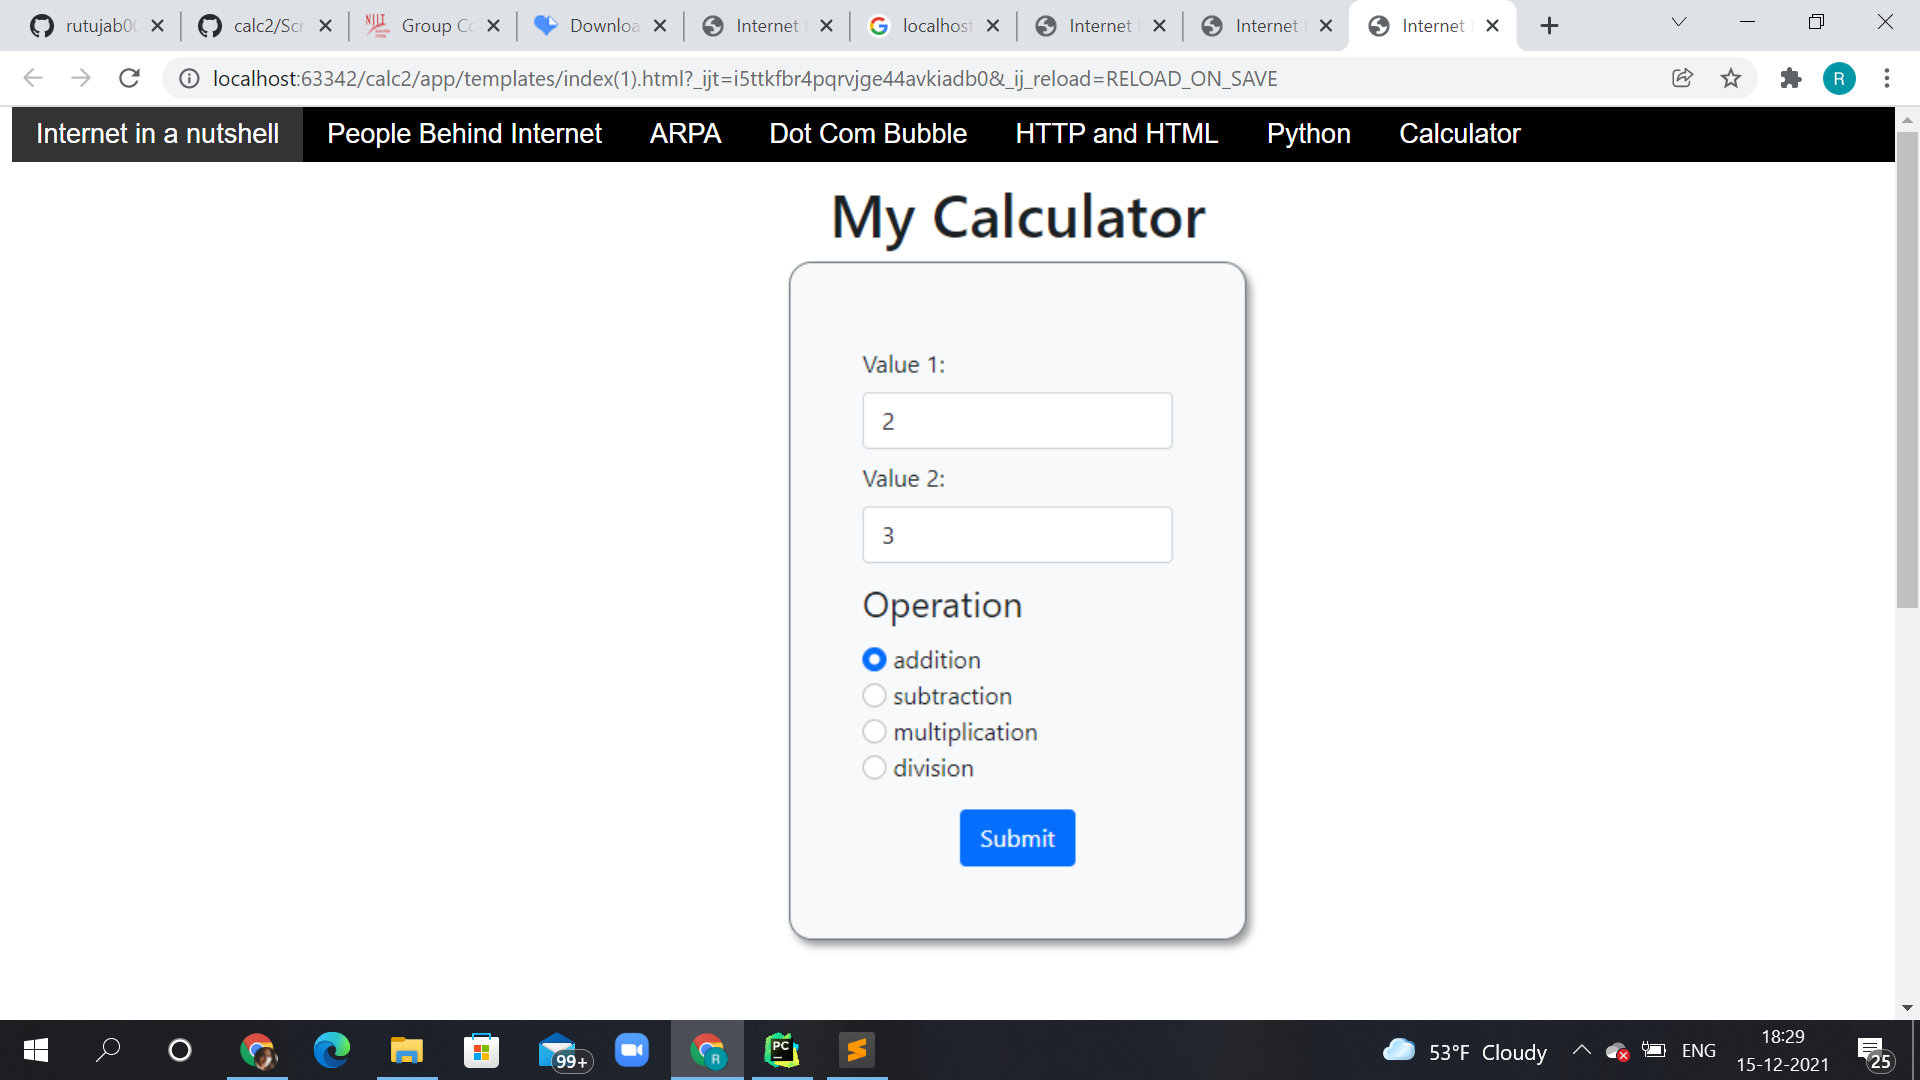 rutujab0
calc2/Scr
Group Co
Downloa
Internet
localhost
Internet
Internet
Internet
localhost:63342/calc2/app/templates/index(1).html?_ijt=i5ttkfbr4pqrvjge44avkiadb0&_ij_reload=RELOAD_ON_SAVE
R
Internet in a nutshell People Behind Internet ARPA Dot Com Bubble HTTP and HTML Python Calculator
My Calculator
Value 1:
2
Value 2:
3
Operation
addition
subtraction
multiplication
division
Submit
99+
R
PC
53°F Cloudy
ENG
18:29
15-12-2021
25